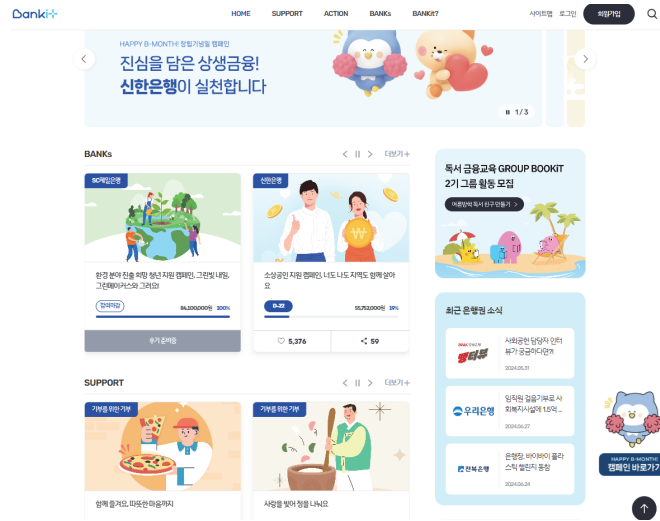 Bankit
HOME SUPPORT ACTION BANKs BANKit? 사이트맵 로그인 회원가입
HAPPY B-MONTH! 창립기념월 캠페인
진심을 담은 상생금융!
신한은행이 실천합니다
1/3
BANKs 더보기+
SC제일은행
환경 분야 진출 희망 청년 지원 캠페인, 그린빛 내일,
그린메이커스와 그려요!
참여마감 100%
후기 준비중
신한은행
소상공인 지원 캠페인, 너도 나도 지역도 함께 살아
요
D-22 55,752,000원 18%
5,376 59
SUPPORT 더보기+
기부를 위한 기부
함께 즐겨요, 따뜻한 마음까지
기부를 위한 기부
사랑을 빚어 정을 나눠요
독서 금융교육 GROUP BOOKiT
2기 그룹 활동 모집
여름방학 독서 친구 만들기 >
최근 은행권 소식
사회공헌 담당자 인터
뷰가 궁금하다면?!
2024.05.31
우리은행
임직원 걸음기부로 사
회복지시설에 1.5억 ...
2024.06.27
전북은행
은행장, 바이바이 플라
스틱 챌린지 동참
2024.06.24
HAPPY B-MONTH!
캠페인 바로가기